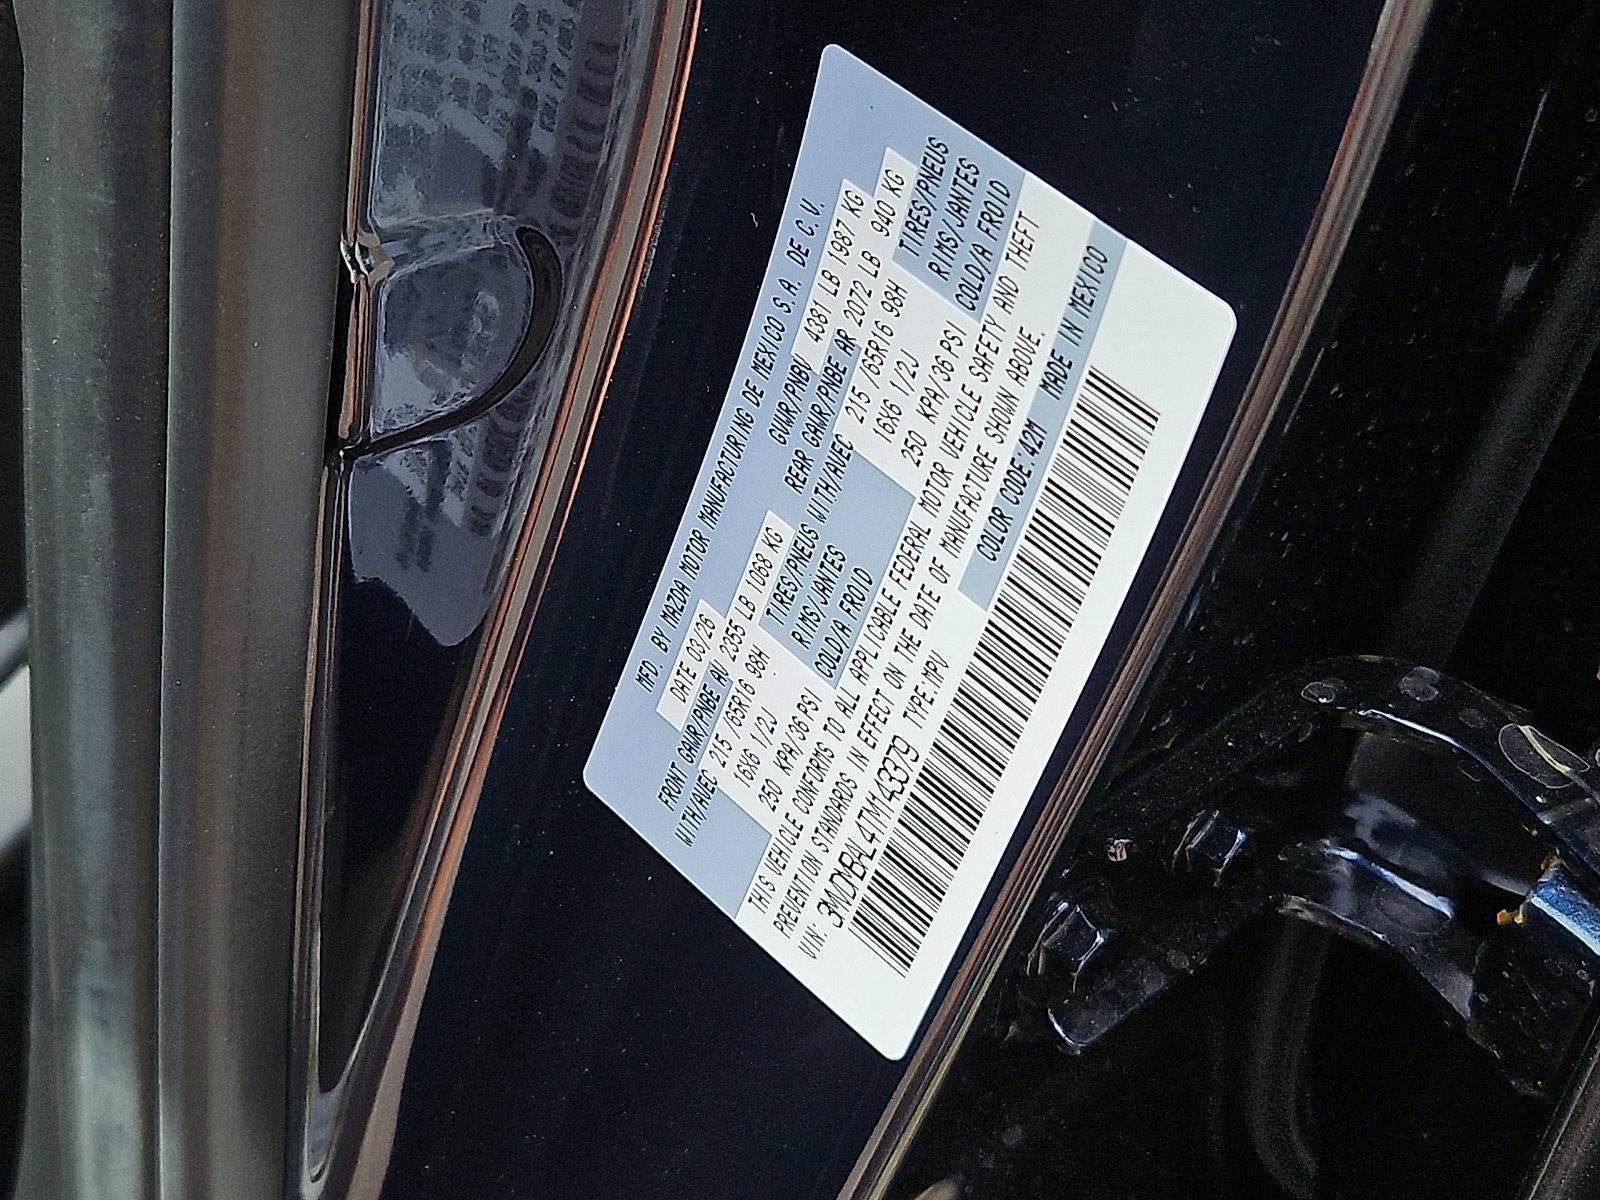 MFD. BY MAZDA MOTOR MANUFACTURING DE MEXICO S.A. DE C.V.
DATE 03/26 GVWR/PNBV 4381 LB 1987 KG
FRONT GAWR/PNBE AV 2355 LB 1068 KG REAR GAWR/PNBE AR 2072 LB 940 KG
WITH/AVEC 215 /65R16 98H TIRES/PNEUS WITH/AVEC 215 /65R16 98H TIRES/PNEUS
16X6 1/2J RIMS/JANTES 16X6 1/2J RIMS/JANTES
250 KPA/36 PSI COLD/A FROID 250 KPA/36 PSI COLD/A FROID
THIS VEHICLE CONFORMS TO ALL APPLICABLE FEDERAL MOTOR VEHICLE SAFETY AND THEFT
PREVENTION STANDARDS IN EFFECT ON THE DATE OF MANUFACTURE SHOWN ABOVE.
VIN: 3MVDMBAL4TM143379 TYPE:MPV COLOR CODE:42M MADE IN MEXICO